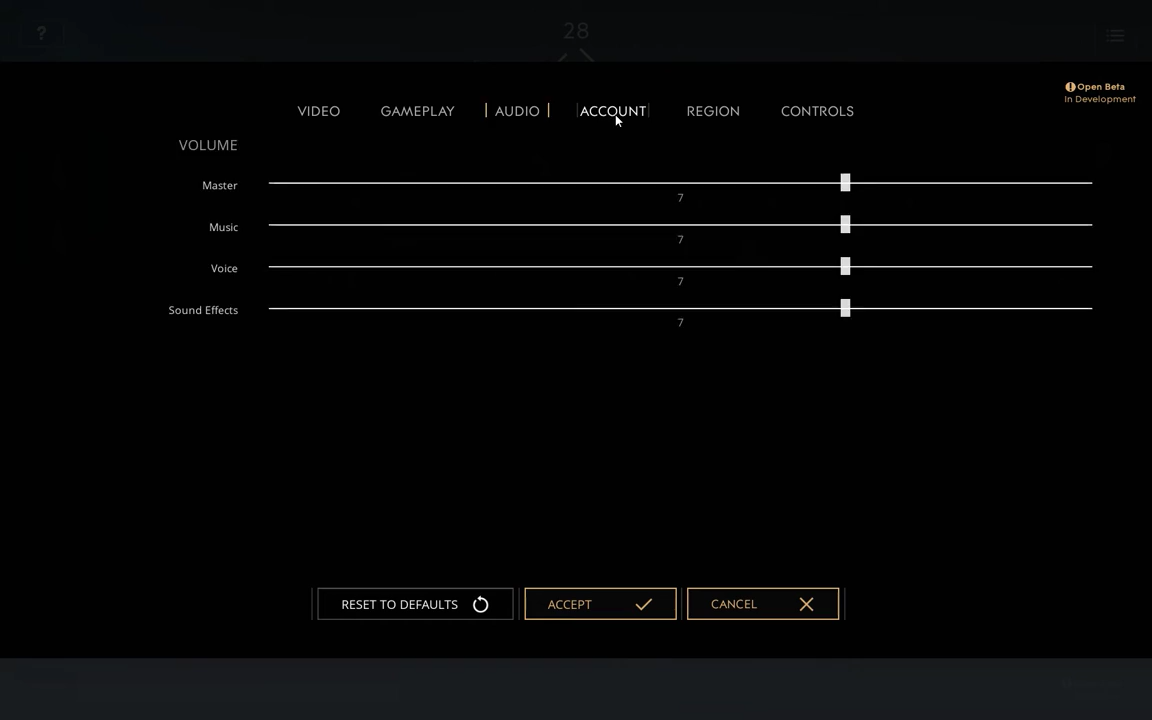 ?
28
Open Beta
In Development
VIDEO GAMEPLAY AUDIO ACCOUNT REGION CONTROLS
VOLUME
Master
7
Music
7
Voice
7
Sound Effects
7
RESET TO DEFAULTS ACCEPT CANCEL